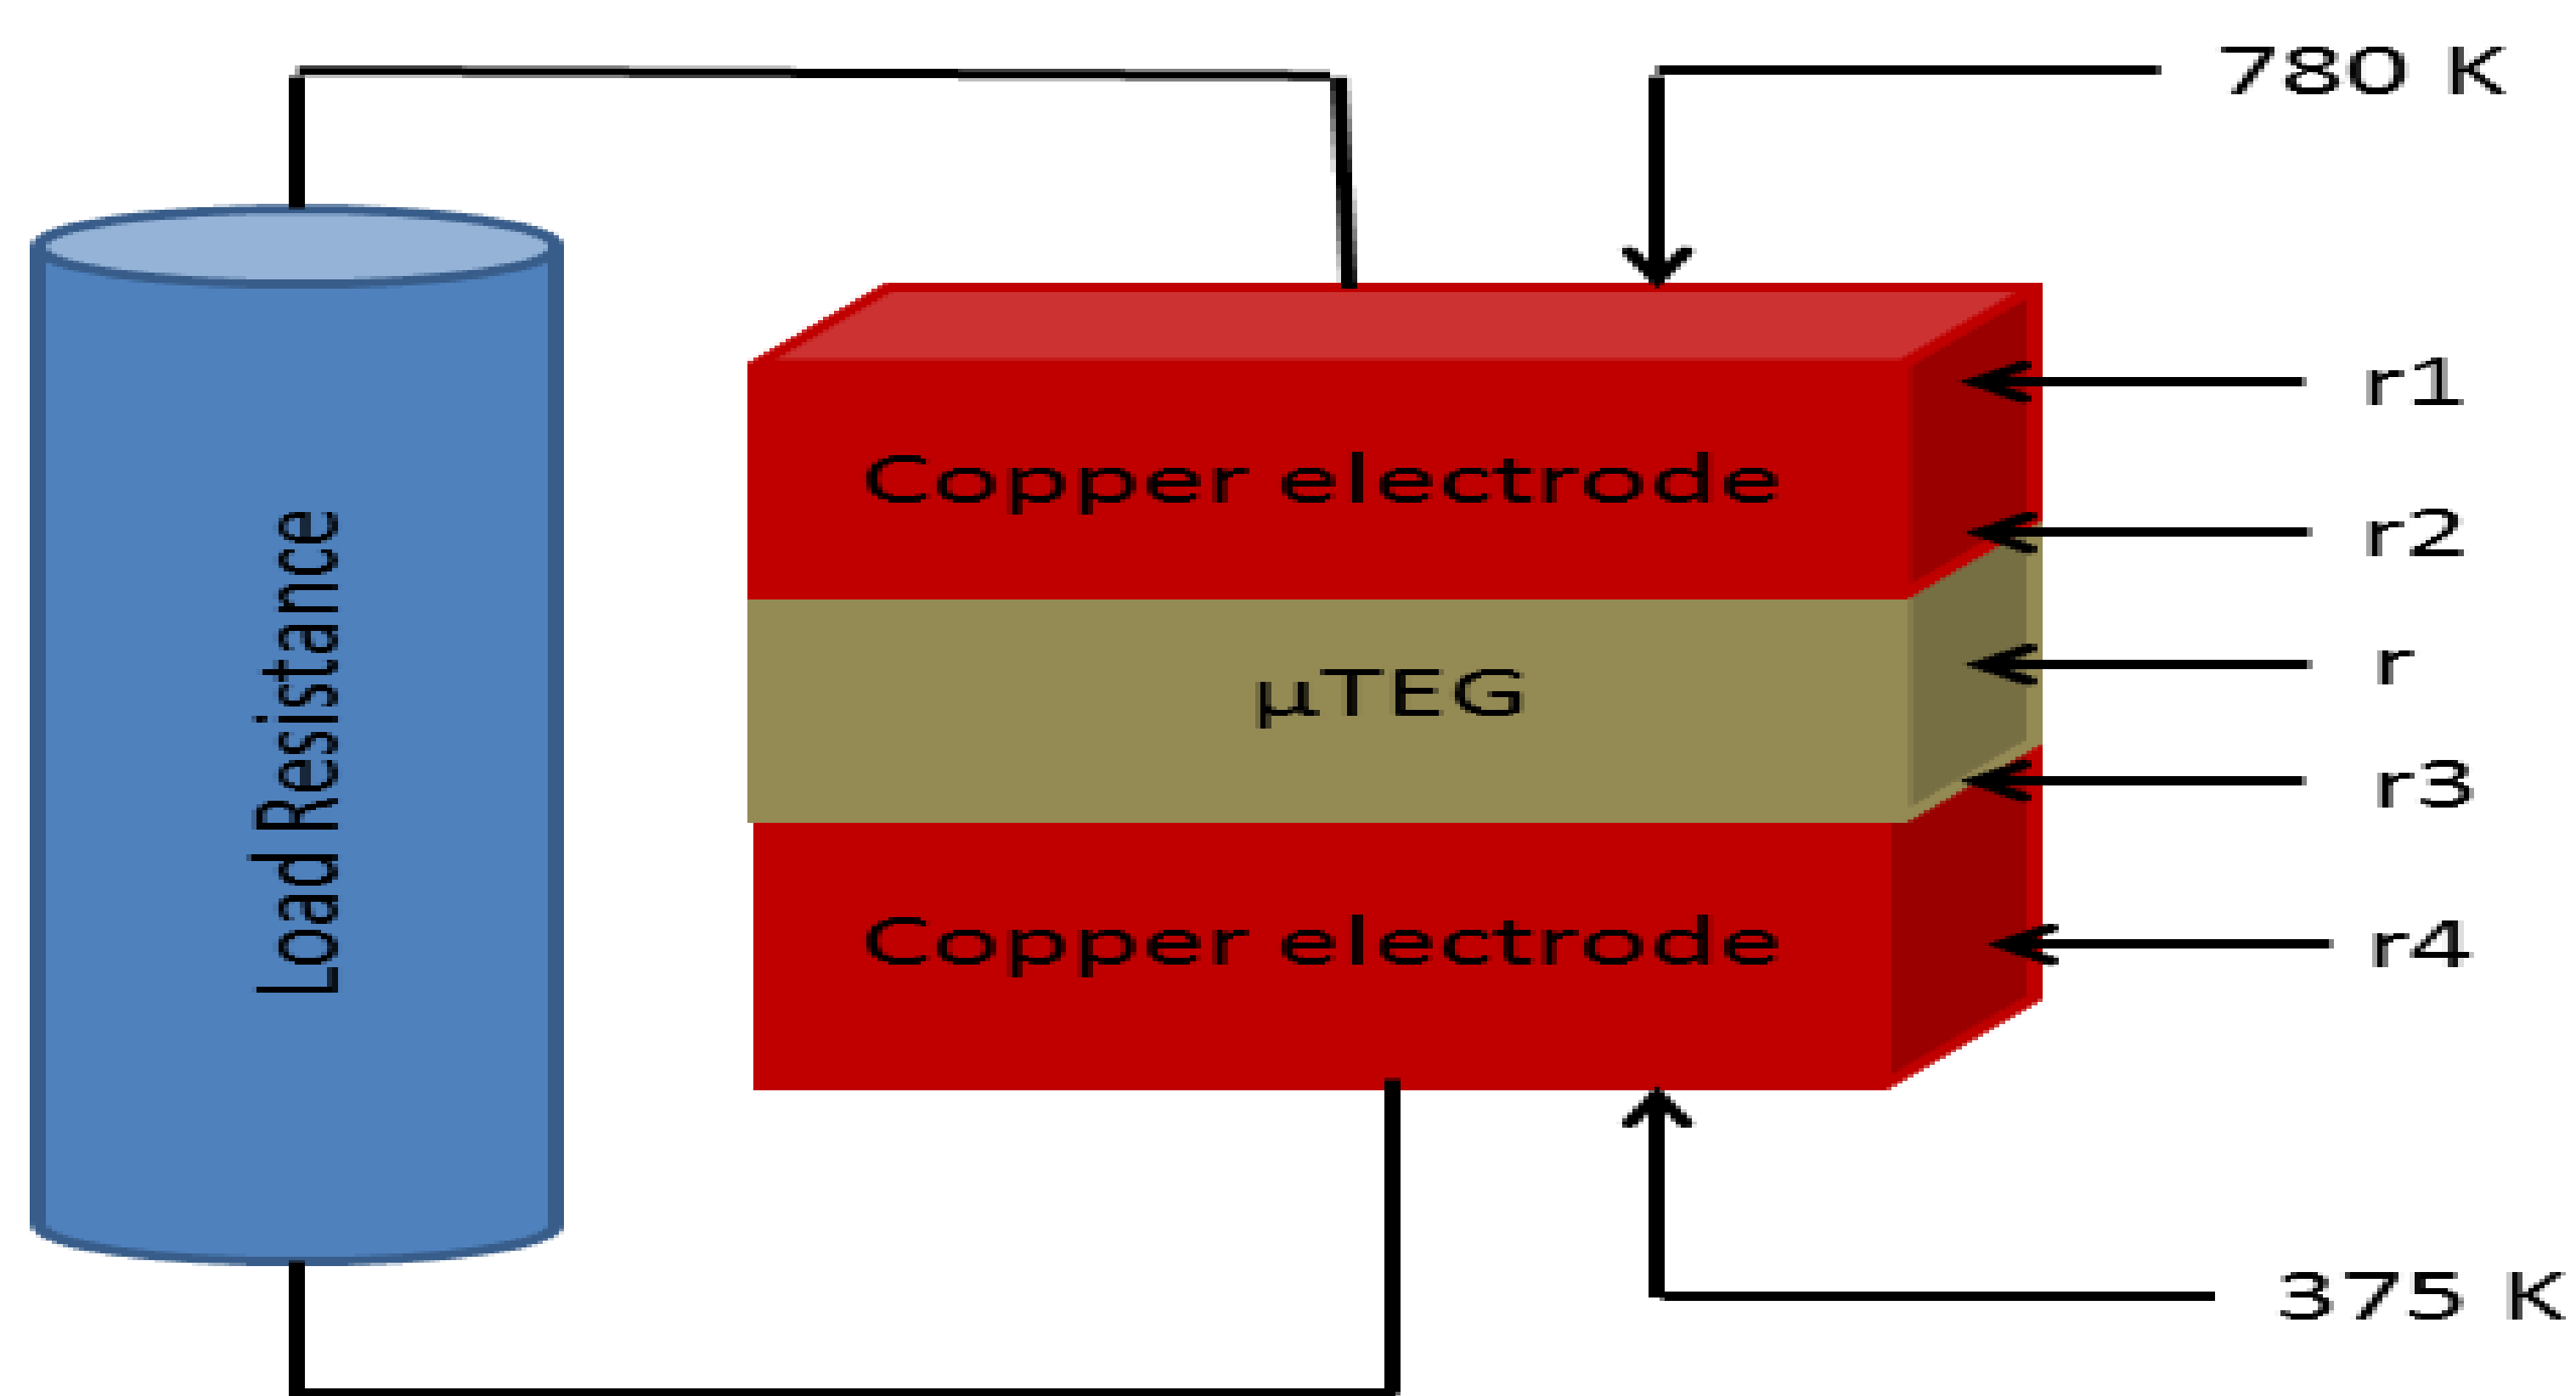 780 K
r1
Copper electrode
r2
Load Resistance
r
µTEG
r3
Copper electrode
r4
375 K